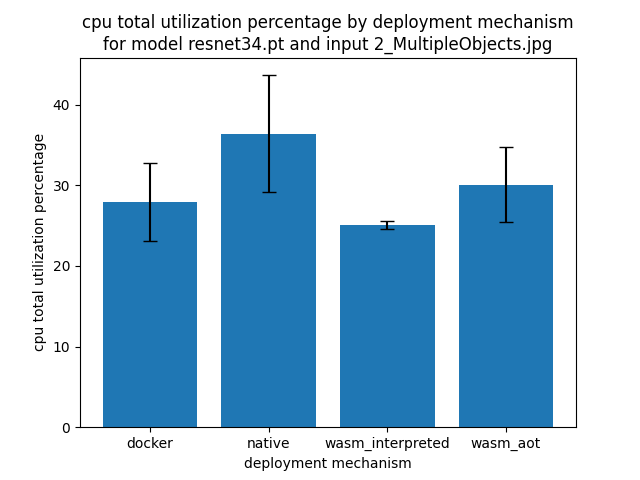 cpu total utilization percentage by deployment mechanism
for model resnet34.pt and input 2_MultipleObjects.jpg
cpu total utilization percentage
40
30
20
10
0
docker native wasm_interpreted wasm_aot
deployment mechanism